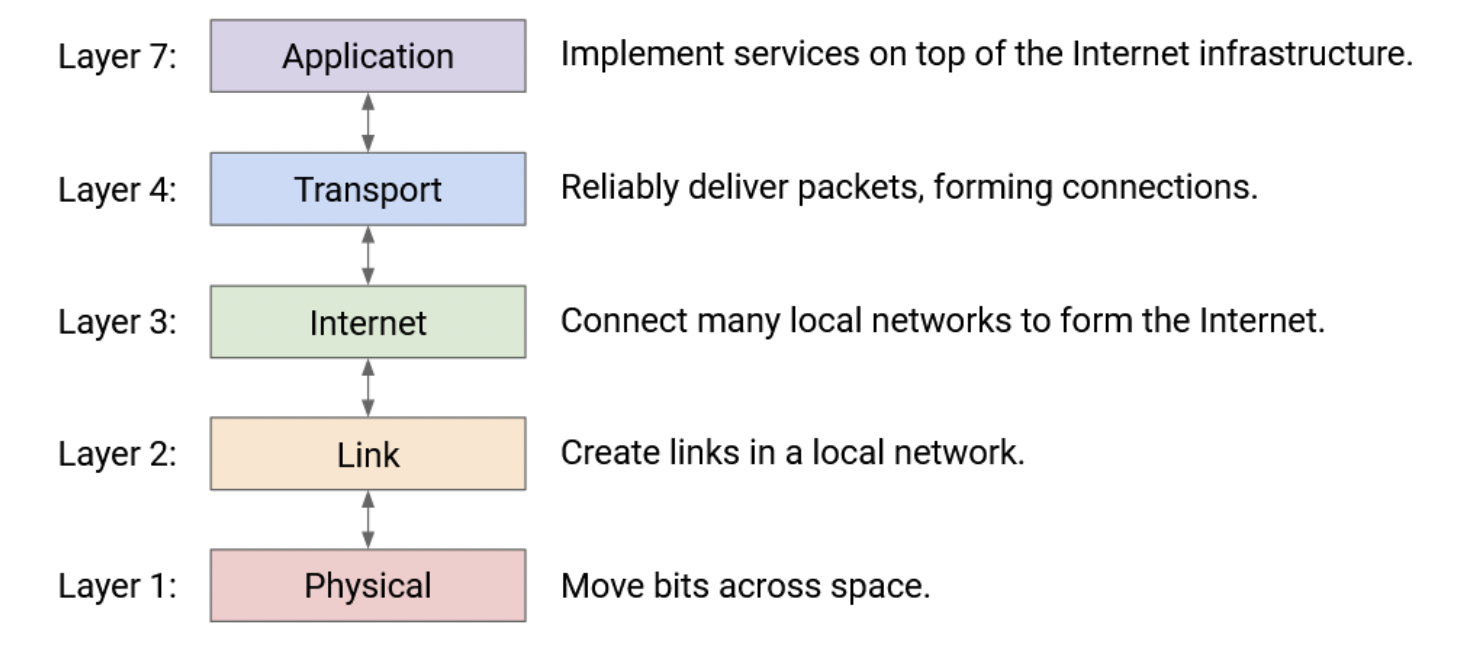 Layer 7: Application Implement services on top of the Internet infrastructure.
Layer 4: Transport Reliably deliver packets, forming connections.
Layer 3: Internet Connect many local networks to form the Internet.
Layer 2: Link Create links in a local network.
Layer 1: Physical Move bits across space.